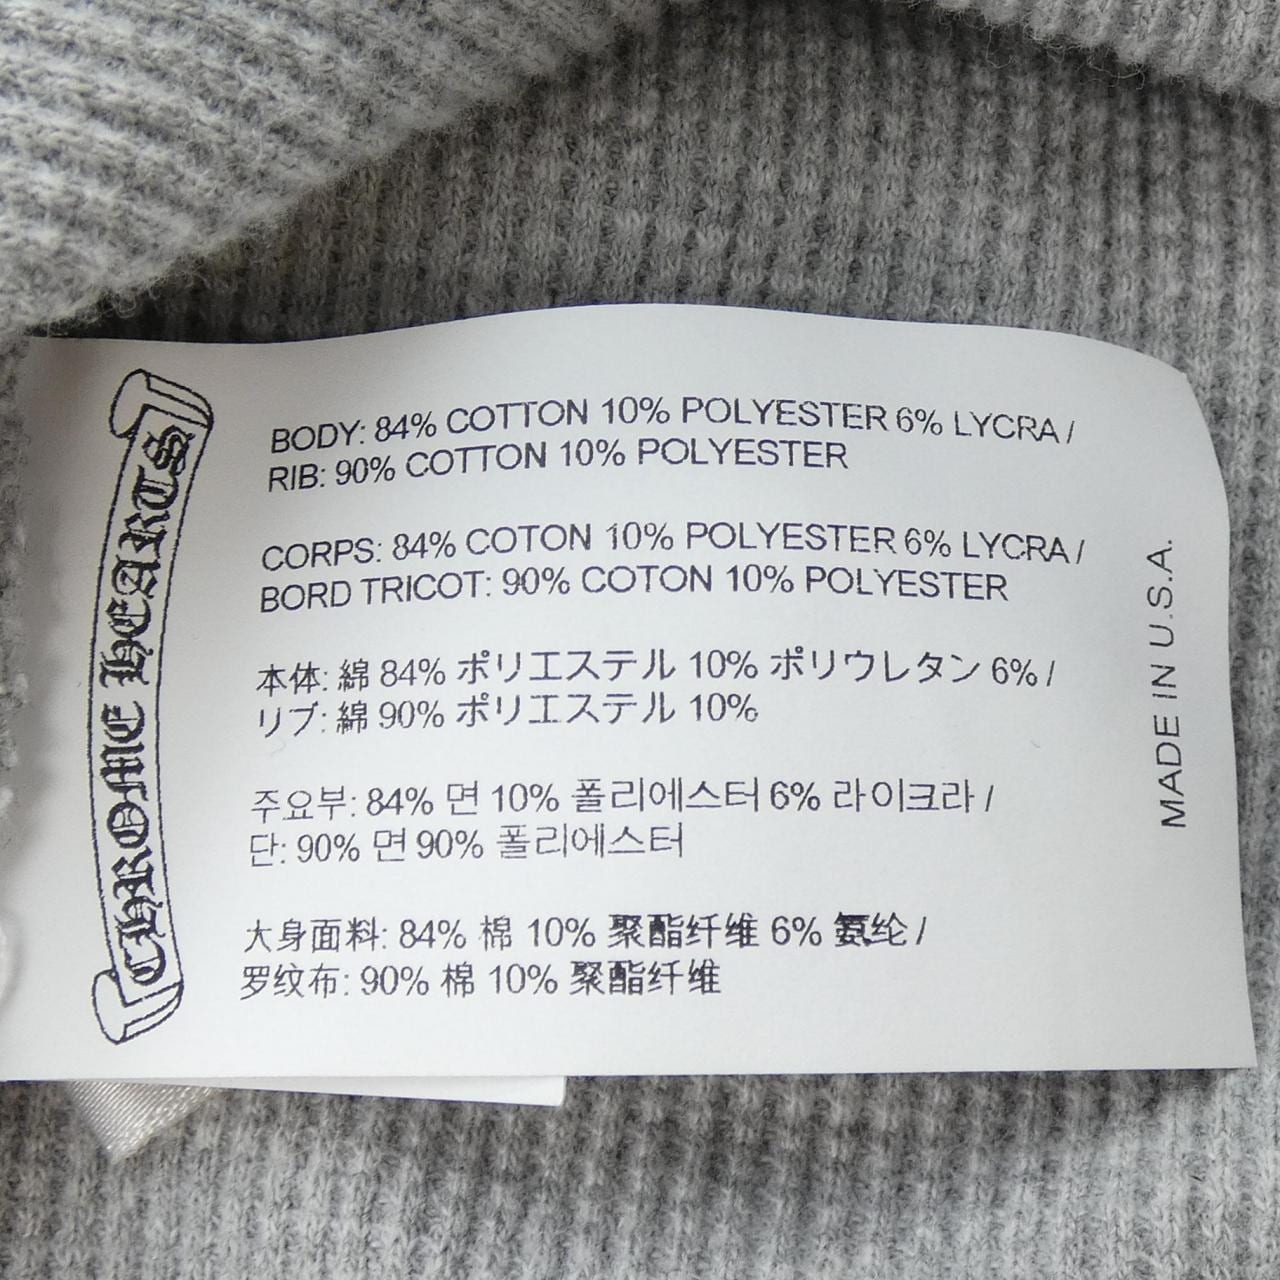 CHROME HEARTS
BODY: 84% COTTON 10% POLYESTER 6% LYCRA /
RIB: 90% COTTON 10% POLYESTER
CORPS: 84% COTON 10% POLYESTER 6% LYCRA /
BORD TRICOT: 90% COTON 10% POLYESTER
本体: 綿 84% ポリエステル 10% ポリウレタン 6% /
リブ: 綿 90% ポリエステル 10%
주요부: 84% 면 10% 폴리에스터 6% 라이크라 /
단: 90% 면 90% 폴리에스터
大身面料: 84% 棉 10% 聚酯纤维 6% 氨纶 /
罗纹布: 90% 棉 10% 聚酯纤维
MADE IN U.S.A.